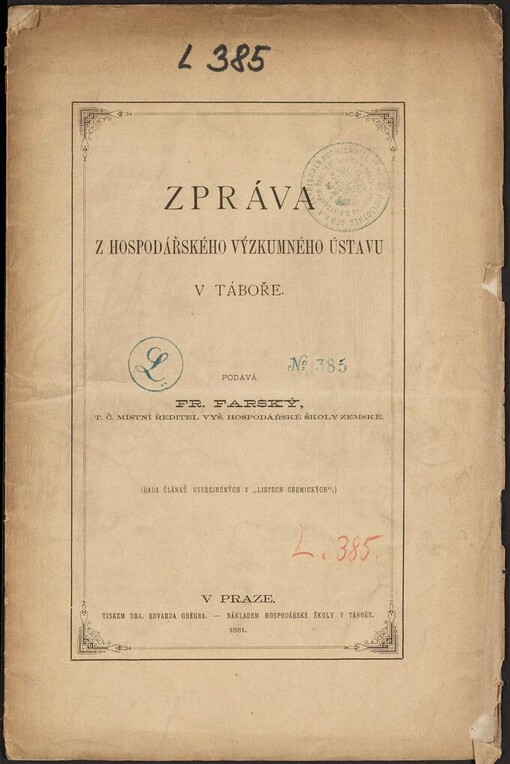 L 385
ZPRÁVA
Z HOSPODÁŘSKÉHO VÝZKUMNÉHO ÚSTAVU
V TÁBOŘE.
L.
No. 385
PODÁVÁ
FR. FARSKÝ,
T. Č. MÍSTNÍ ŘEDITEL VYŠ. HOSPODÁŘSKÉ ŠKOLY ZEMSKÉ.
(ŘADA ČLÁNKŮ UVEŘEJNĚNÝCH V „LISTECH CHEMICKÝCH“.)
L. 385.
V PRAZE,
TISKEM DRA. EDVARDA GRÉGRA. — NÁKLADEM HOSPODÁŘSKÉ ŠKOLY V TÁBOŘE.
1881.